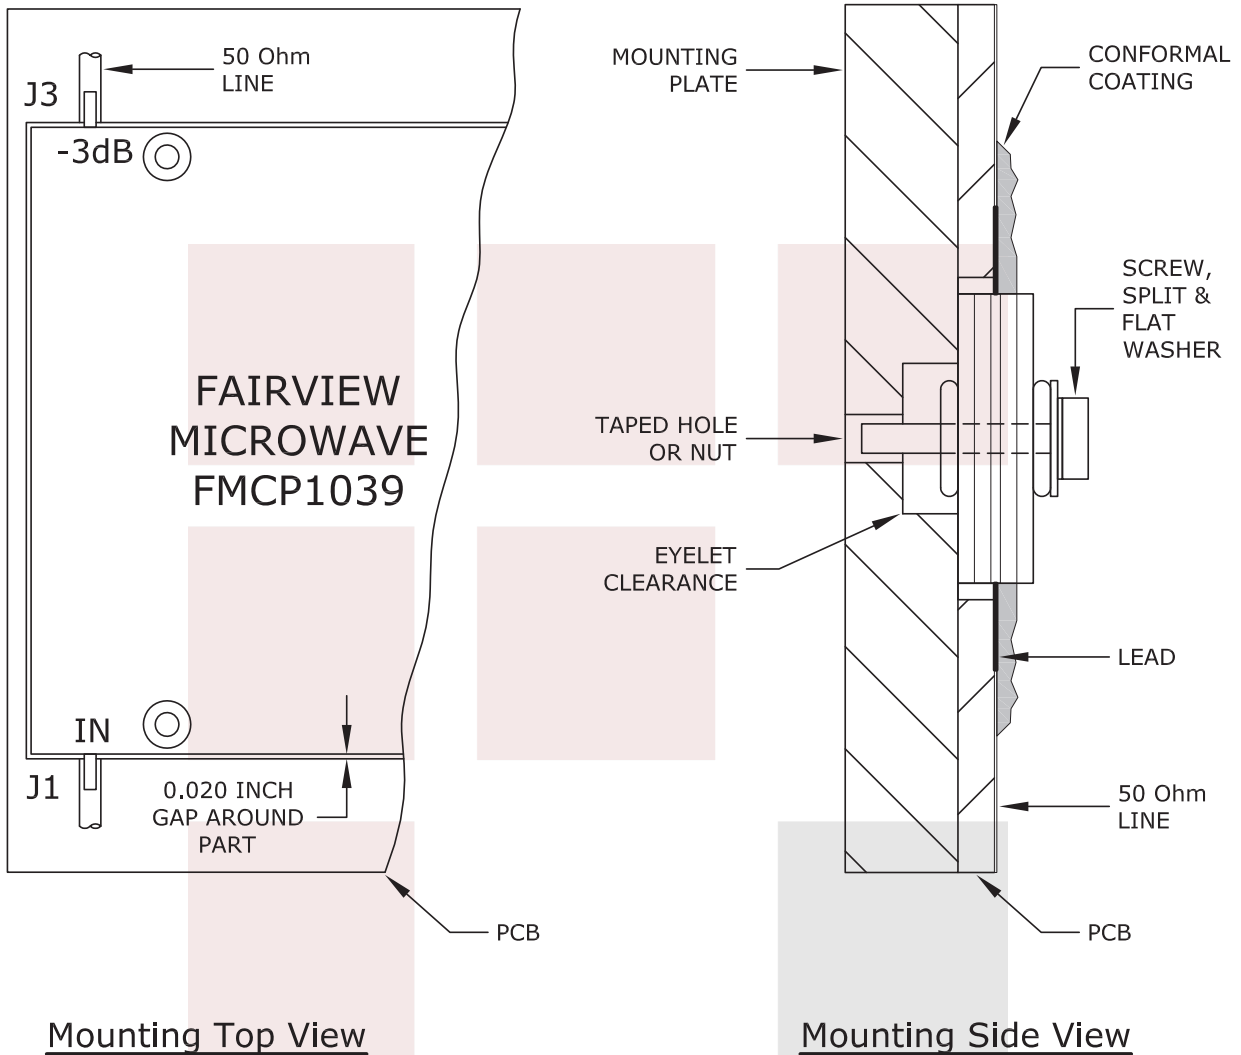 50 Ohm
LINE
J3
-3dB
FAIRVIEW
MICROWAVE
FMCP1039
IN
J1
0.020 INCH
GAP AROUND
PART
PCB
Mounting Top View
MOUNTING
PLATE
CONFORMAL
COATING
SCREW,
SPLIT &
FLAT
WASHER
TAPED HOLE
OR NUT
EYELET
CLEARANCE
LEAD
50 Ohm
LINE
PCB
Mounting Side View